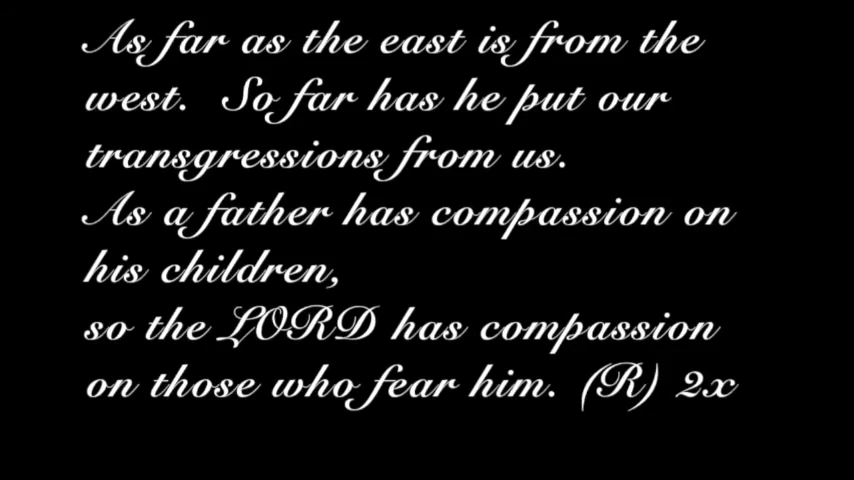 As far as the east is from the
west. So far has he put our
transgressions from us.
As a father has compassion on
his children,
so the LORD has compassion
on those who fear him. (R) 2x